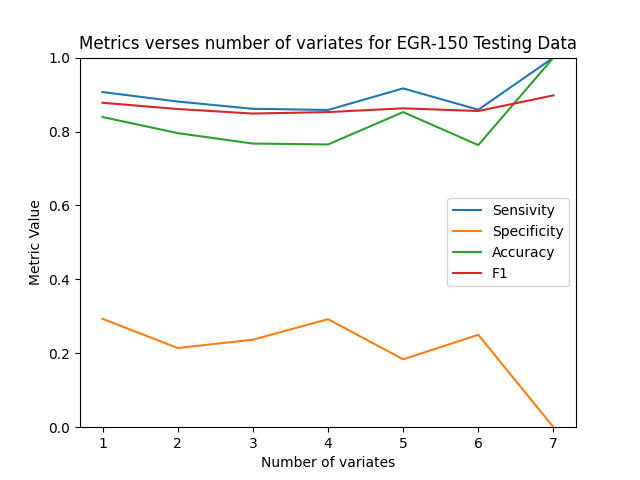 Metrics verses number of variates for EGR-150 Testing Data
1.0
0.8
0.6
0.4
0.2
0.0
Metric Value
Sensivity
Specificity
Accuracy
F1
1 2 3 4 5 6 7
Number of variates